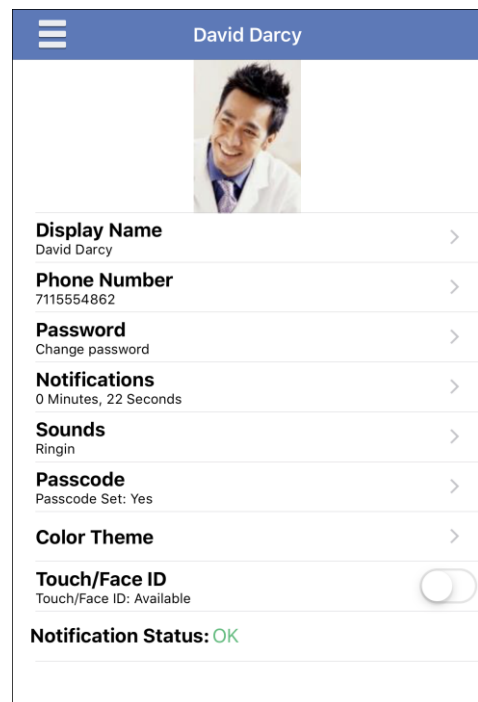 David Darcy
Display Name
David Darcy
Phone Number
7115554862
Password
Change password
Notifications
0 Minutes, 22 Seconds
Sounds
Ringin
Passcode
Passcode Set: Yes
Color Theme
Touch/Face ID
Touch/Face ID: Available
Notification Status: OK